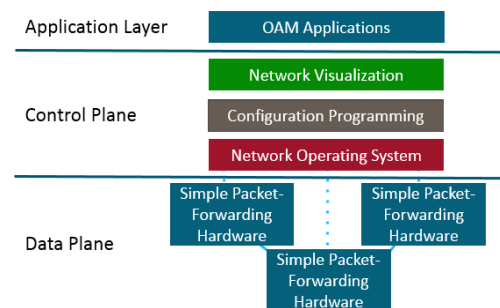 Application Layer
OAM Applications
Network Visualization
Control Plane
Configuration Programming
Network Operating System
Simple Packet-
Forwarding
Hardware
Simple Packet-
Forwarding
Hardware
Data Plane
Simple Packet-
Forwarding
Hardware